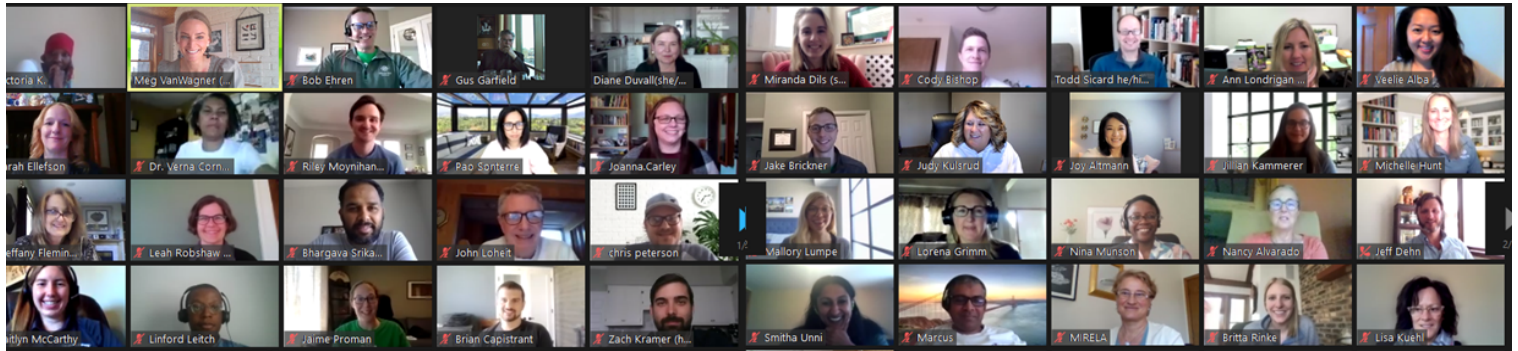 ctoria K.
Meg VanWagner (...
Bob Ehren
Gus Garfield
Diane Duvall(she/...
Miranda Dils (s...
Cody Bishop
Todd Sicard he/hi...
Ann Londrigan ...
Veelie Alba
arah Ellefson
Dr. Verna Corn...
Riley Moynihan...
Pao Sonterre
Joanna.Carley
Jake Brickner
Judy Kulsrud
Joy Altmann
Jillian Kammerer
Michelle Hunt
effany Flemin...
Leah Robshaw ...
Bhargava Srika...
John Loheit
chris peterson
1/
Mallory Lumpe
Lorena Grimm
Nina Munson
Nancy Alvarado
Jeff Dehn
2/
aitlyn McCarthy
Linford Leitch
Jaime Proman
Brian Capistrant
Zach Kramer (h...
Smitha Unni
Marcus
MIRELA
Britta Rinke
Lisa Kuehl